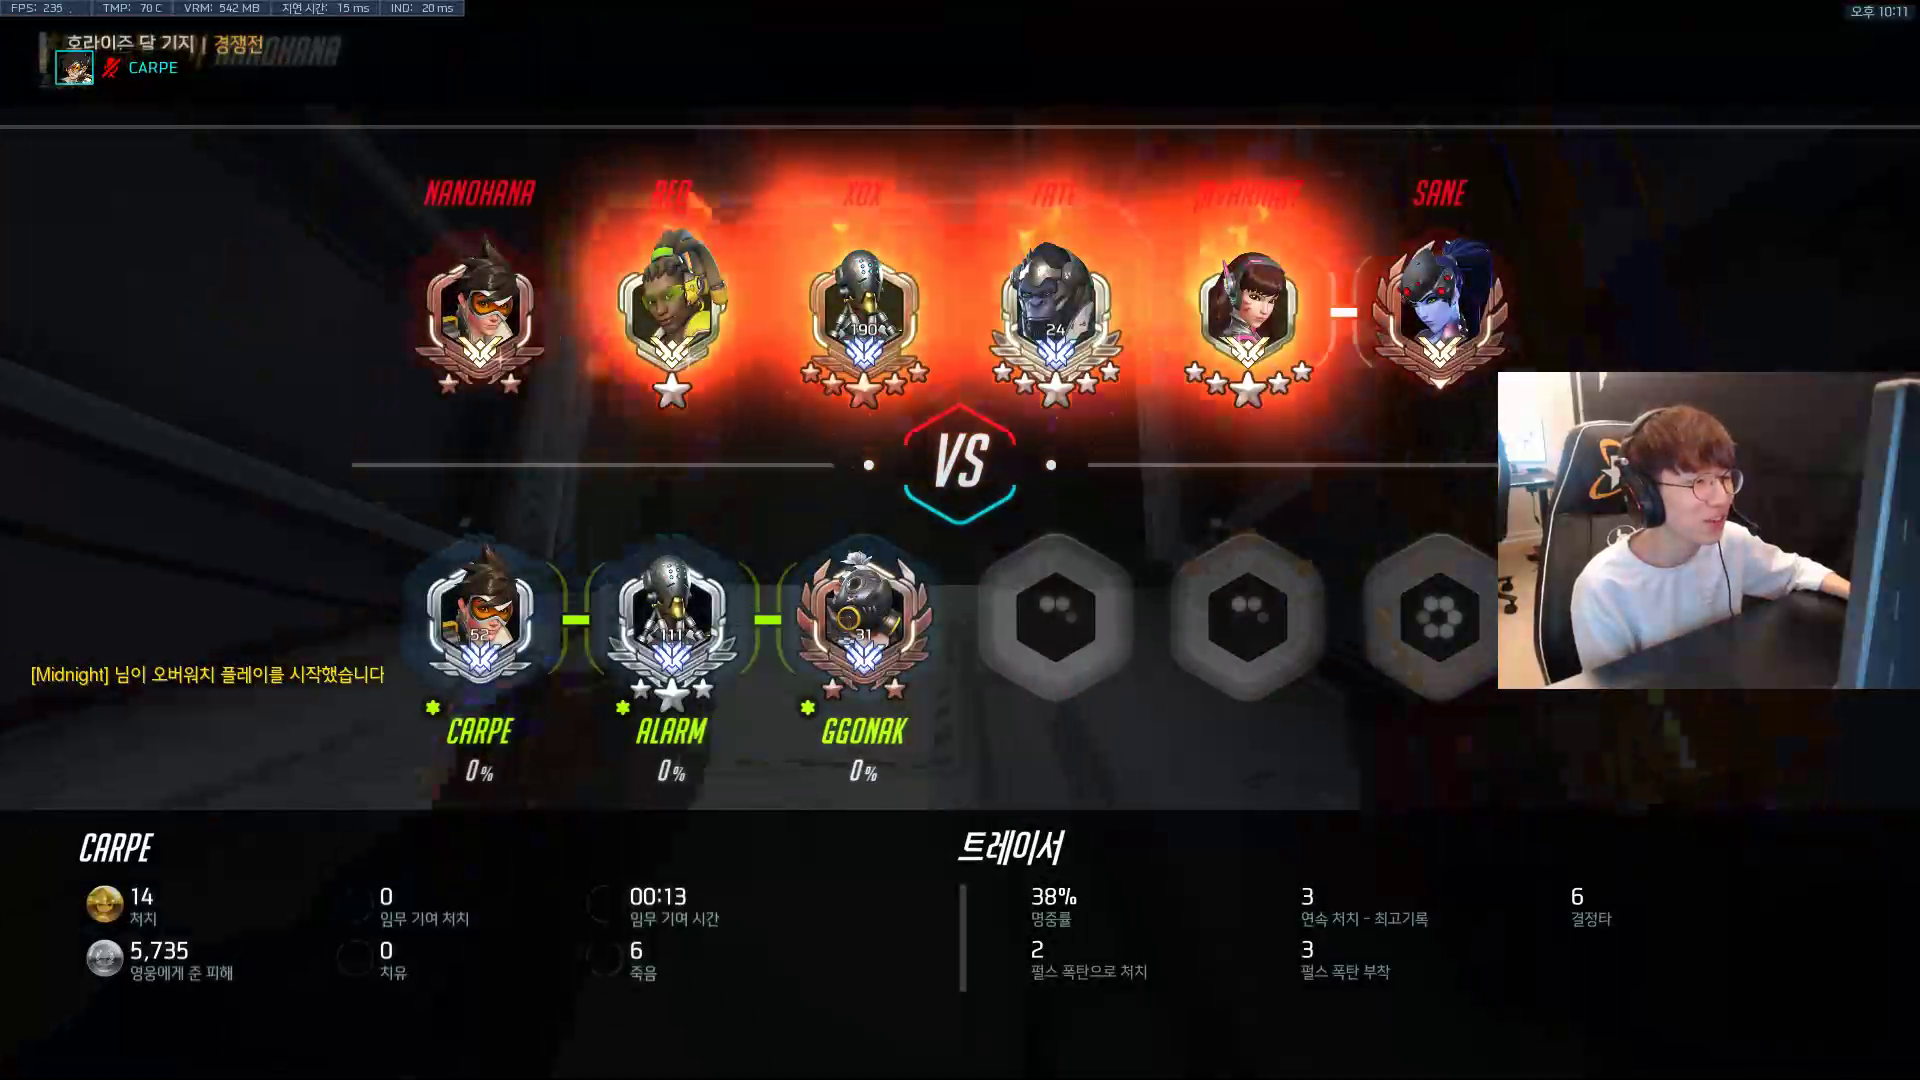 FPS: 235 TMP: 70 C VRM: 542 MB 지연 시간: 15 ms IND: 20 ms
오후 10:11
호라이즌 달 기지 | 경쟁전
NANOHANA
CARPE
NANOHANA XOX FATE SANE
190 24
VS
52 111 31
[Midnight] 님이 오버워치 플레이를 시작했습니다
CARPE ALARM GGONAK
0% 0% 0%
CARPE
14
처치
0
임무 기여 처치
00:13
임무 기여 시간
5,735
영웅에게 준 피해
0
치유
6
죽음
트레이서
38%
명중률
3
연속 처치 - 최고기록
6
결정타
2
펄스 폭탄으로 처치
3
펄스 폭탄 부착